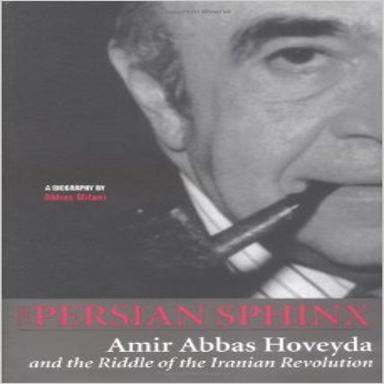 A BIOGRAPHY BY
Abbas Milani
THE PERSIAN SPHINX
Amir Abbas Hoveyda
and the Riddle of the Iranian Revolution